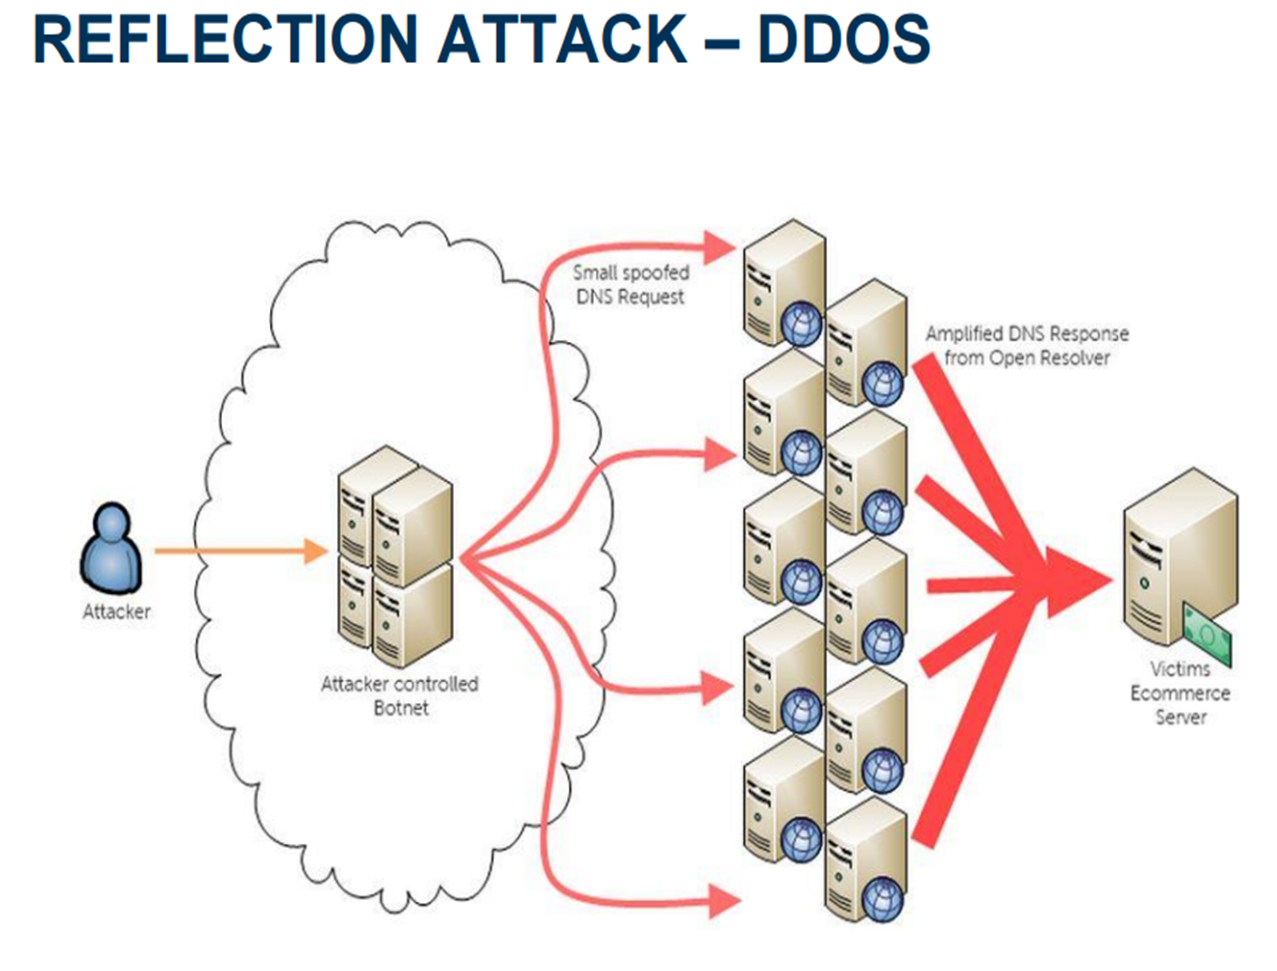 REFLECTION ATTACK – DDOS
Small spoofed
DNS Request
Amplified DNS Response
from Open Resolver
Attacker
Attacker controlled
Botnet
Victims
Ecommerce
Server